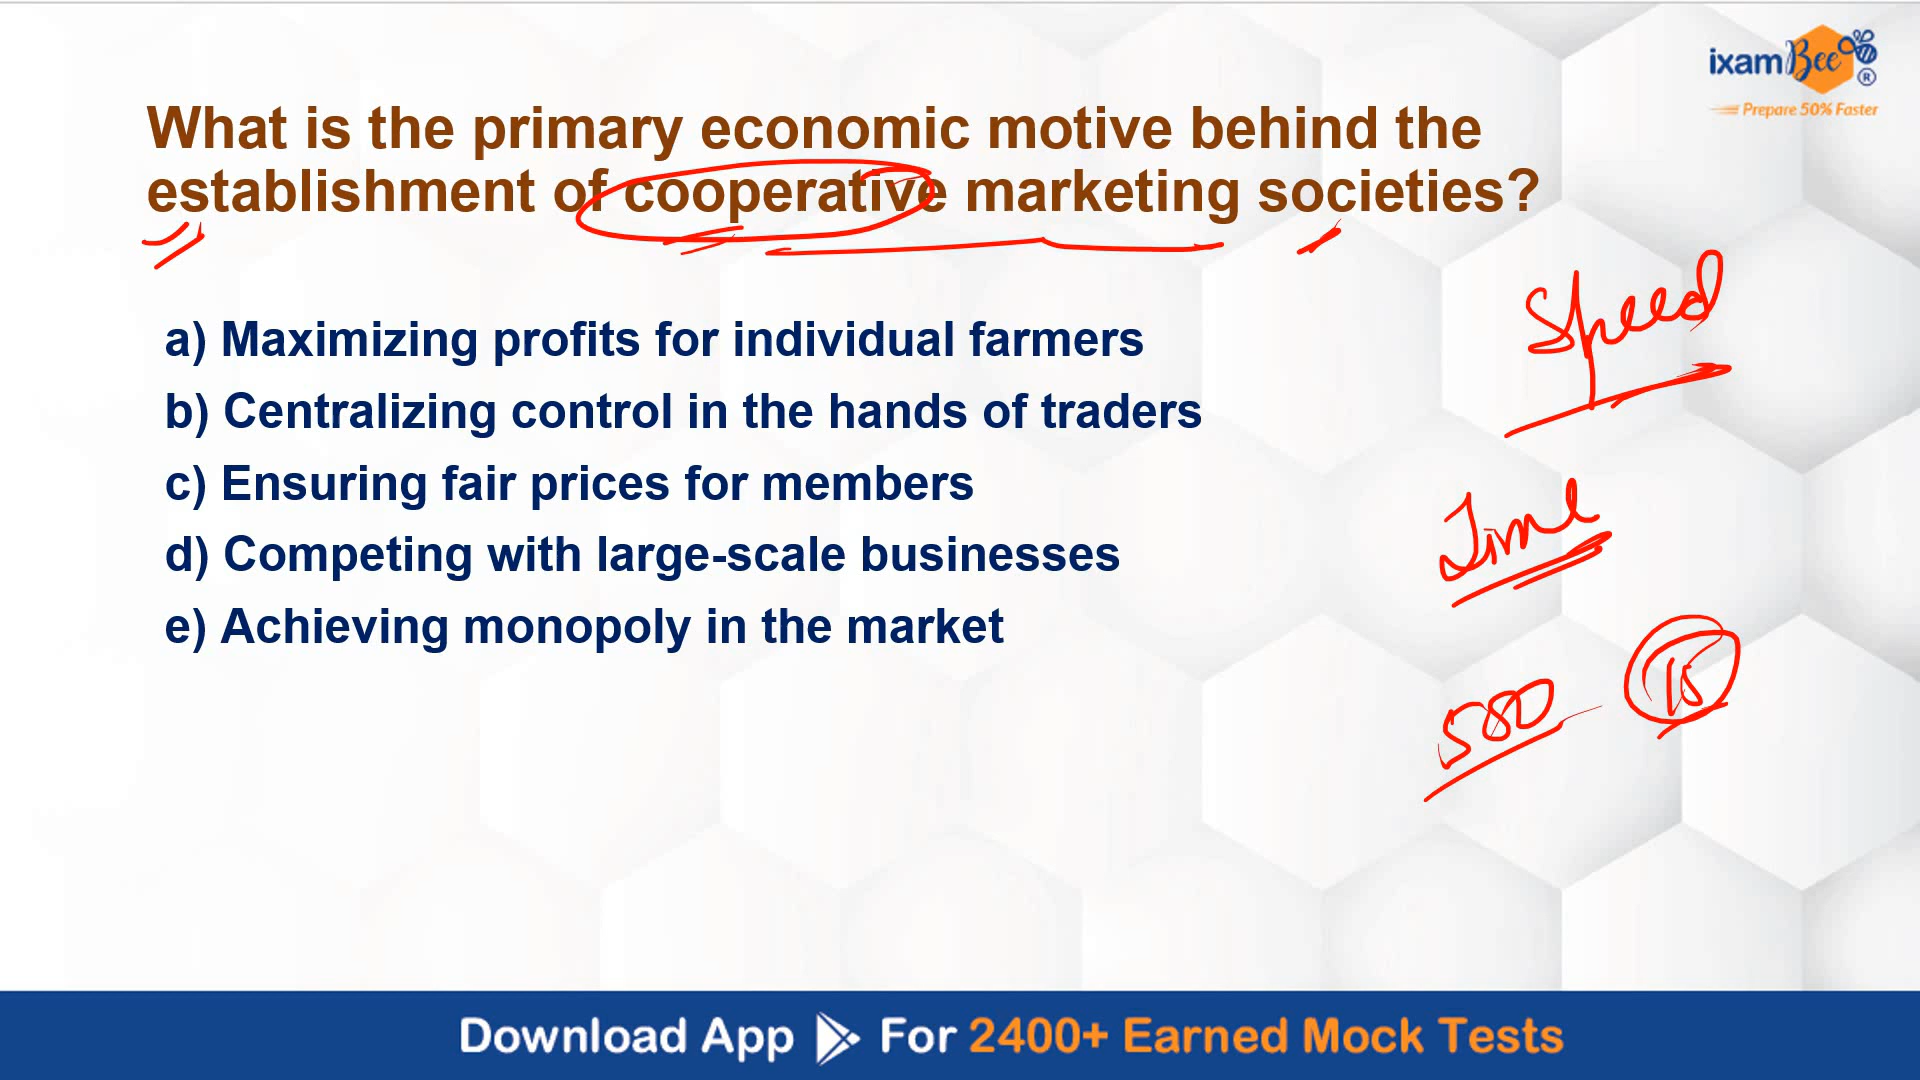 ixamBee
®
Prepare 50% Faster
What is the primary economic motive behind the
establishment of cooperative marketing societies?
a) Maximizing profits for individual farmers
b) Centralizing control in the hands of traders
c) Ensuring fair prices for members
d) Competing with large-scale businesses
e) Achieving monopoly in the market
Speed
Time
580
Download App For 2400+ Earned Mock Tests